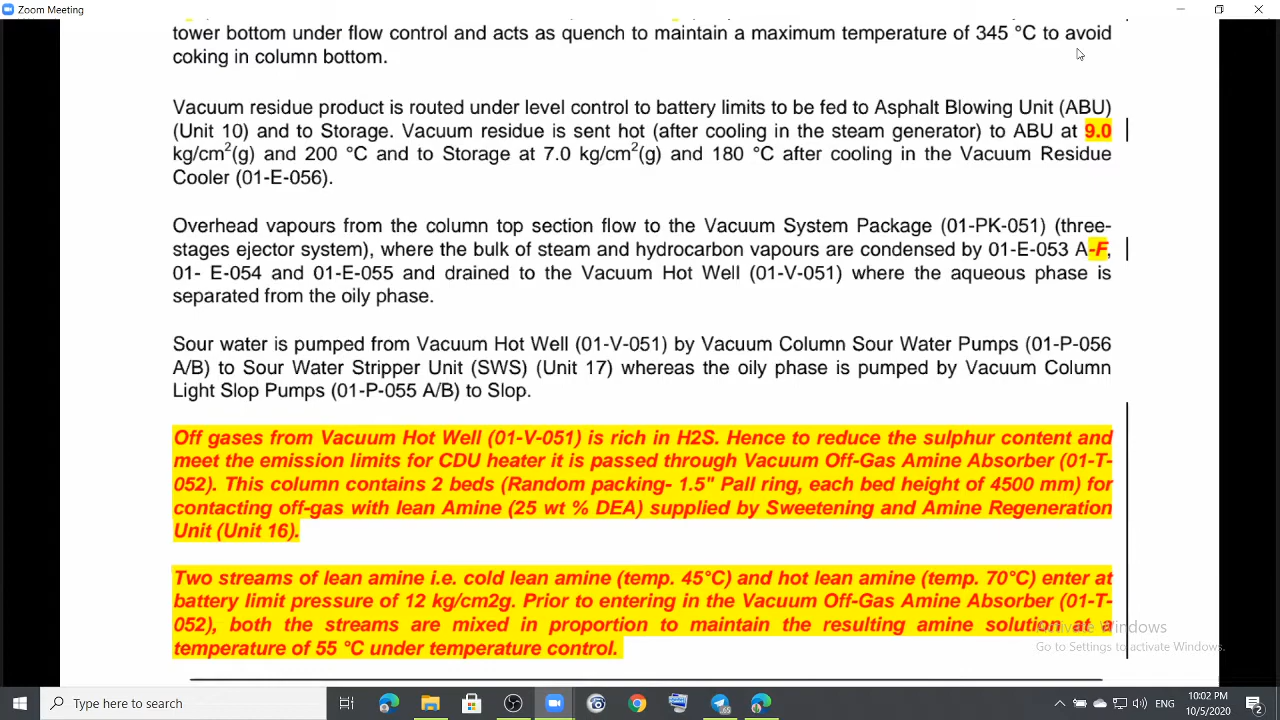 Zoom Meeting
tower bottom under flow control and acts as quench to maintain a maximum temperature of 345 °C to avoid
coking in column bottom.
Vacuum residue product is routed under level control to battery limits to be fed to Asphalt Blowing Unit (ABU)
(Unit 10) and to Storage. Vacuum residue is sent hot (after cooling in the steam generator) to ABU at 9.0
kg/cm²(g) and 200 °C and to Storage at 7.0 kg/cm²(g) and 180 °C after cooling in the Vacuum Residue
Cooler (01-E-056).
Overhead vapours from the column top section flow to the Vacuum System Package (01-PK-051) (three-
stages ejector system), where the bulk of steam and hydrocarbon vapours are condensed by 01-E-053 A-F,
01- E-054 and 01-E-055 and drained to the Vacuum Hot Well (01-V-051) where the aqueous phase is
separated from the oily phase.
Sour water is pumped from Vacuum Hot Well (01-V-051) by Vacuum Column Sour Water Pumps (01-P-056
A/B) to Sour Water Stripper Unit (SWS) (Unit 17) whereas the oily phase is pumped by Vacuum Column
Light Slop Pumps (01-P-055 A/B) to Slop.
Off gases from Vacuum Hot Well (01-V-051) is rich in H2S. Hence to reduce the sulphur content and
meet the emission limits for CDU heater it is passed through Vacuum Off-Gas Amine Absorber (01-T-
052). This column contains 2 beds (Random packing- 1.5" Pall ring, each bed height of 4500 mm) for
contacting off-gas with lean Amine (25 wt % DEA) supplied by Sweetening and Amine Regeneration
Unit (Unit 16).
Two streams of lean amine i.e. cold lean amine (temp. 45°C) and hot lean amine (temp. 70°C) enter at
battery limit pressure of 12 kg/cm2g. Prior to entering in the Vacuum Off-Gas Amine Absorber (01-T-
052), both the streams are mixed in proportion to maintain the resulting amine solution at a
temperature of 55 °C under temperature control.
Activate Windows
Go to Settings to activate Windows.
Type here to search
ENG
10:02 PM
10/5/2020
2